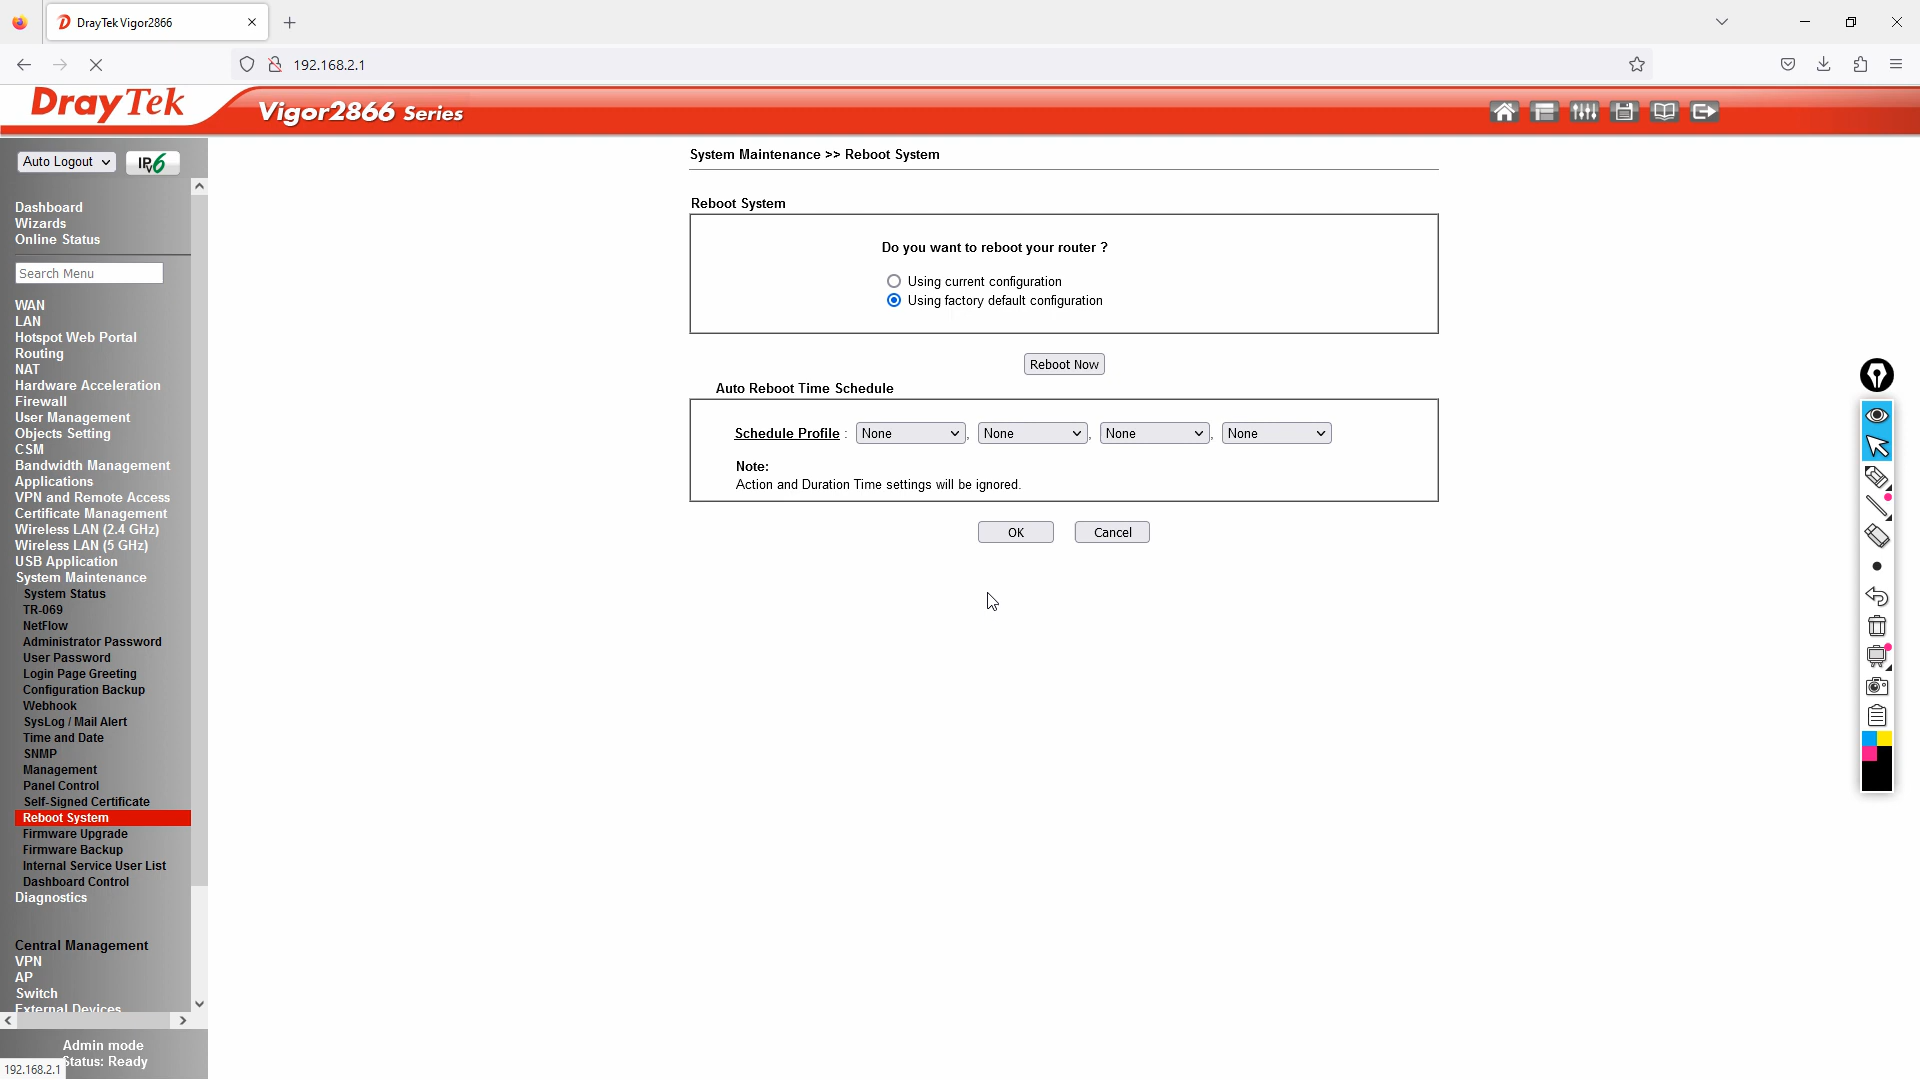 DrayTek Vigor2866
192.168.2.1
DrayTek
Vigor2866 Series
Auto Logout
IPv6
Dashboard
Wizards
Online Status
Search Menu
WAN
LAN
Hotspot Web Portal
Routing
NAT
Hardware Acceleration
Firewall
User Management
Objects Setting
CSM
Bandwidth Management
Applications
VPN and Remote Access
Certificate Management
Wireless LAN (2.4 GHz)
Wireless LAN (5 GHz)
USB Application
System Maintenance
System Status
TR-069
NetFlow
Administrator Password
User Password
Login Page Greeting
Configuration Backup
Webhook
SysLog / Mail Alert
Time and Date
SNMP
Management
Panel Control
Self-Signed Certificate
Reboot System
Firmware Upgrade
Firmware Backup
Internal Service User List
Dashboard Control
Diagnostics
Central Management
VPN
AP
Switch
External Devices
Admin mode
Status: Ready
192.168.2.1
System Maintenance >> Reboot System
Reboot System
Do you want to reboot your router ?
Using current configuration
Using factory default configuration
Reboot Now
Auto Reboot Time Schedule
Schedule Profile : None , None , None , None
Note:
Action and Duration Time settings will be ignored.
OK Cancel